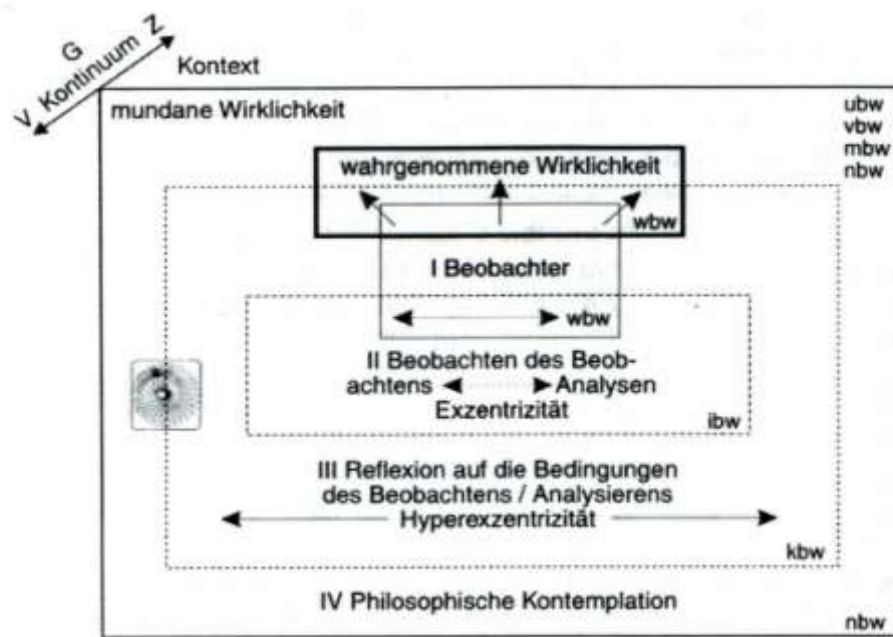 G
V Kontinuum Z
Kontext
mundane Wirklichkeit
ubw
vbw
mbw
nbw
wahrgenommene Wirklichkeit
wbw
I Beobachter
wbw
II Beobachten des Beob-
achtens Analysen
Exzentrizität
ibw
III Reflexion auf die Bedingungen
des Beobachtens / Analysierens
Hyperexzentrizität
kbw
IV Philosophische Kontemplation
nbw